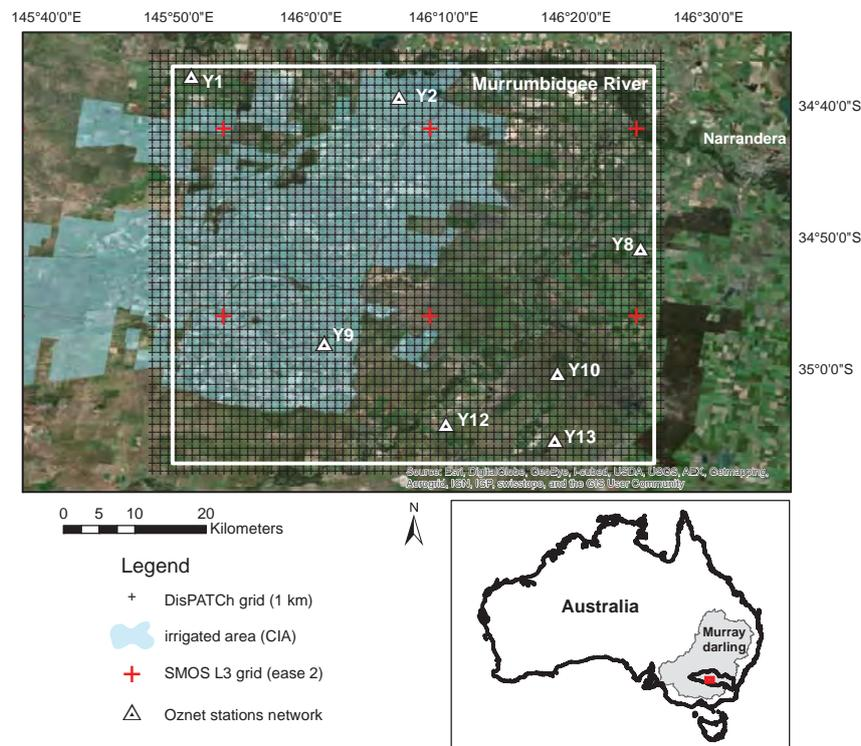 145°40'0"E 145°50'0"E 146°0'0"E 146°10'0"E 146°20'0"E 146°30'0"E
Y1
Y2
Murrumbidgee River
34°40'0"S
Narrandera
Y8
34°50'0"S
Y9
Y10
35°0'0"S
Y12
Y13
Source: Esri, DigitalGlobe, GeoEye, i-cubed, USDA, USGS, AEX, Getmapping,
Aerogrid, IGN, IGP, swisstopo, and the GIS User Community
0 5 10 20
Kilometers
N
Legend
DisPATCh grid (1 km)
irrigated area (CIA)
SMOS L3 grid (ease 2)
Oznet stations network
Australia
Murray
darling